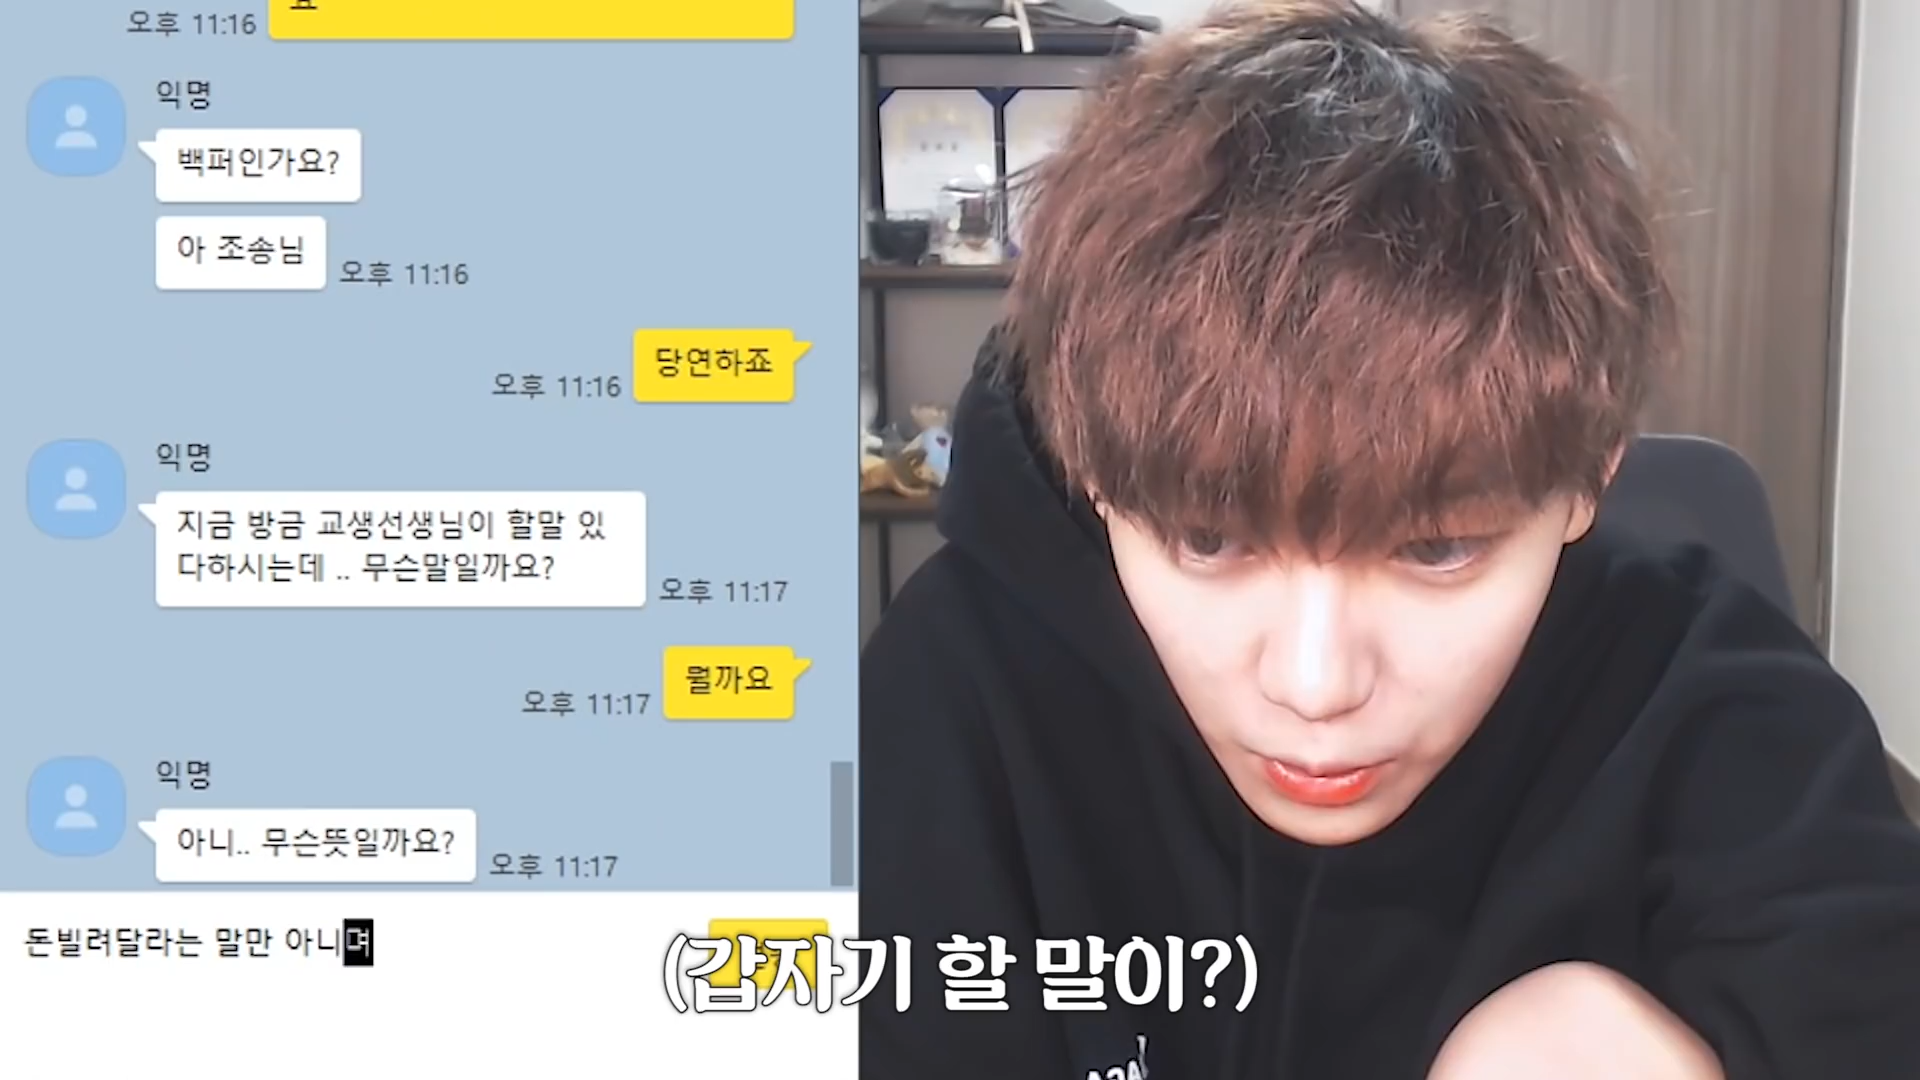 요
오후 11:16
익명
백퍼인가요?
아 조송님
오후 11:16
당연하죠
오후 11:16
익명
지금 방금 교생선생님이 할말 있
다하시는데 .. 무슨말일까요?
오후 11:17
뭘까요
오후 11:17
익명
아니.. 무슨뜻일까요?
오후 11:17
돈빌려달라는 말만 아니며
(갑자기 할 말이?)